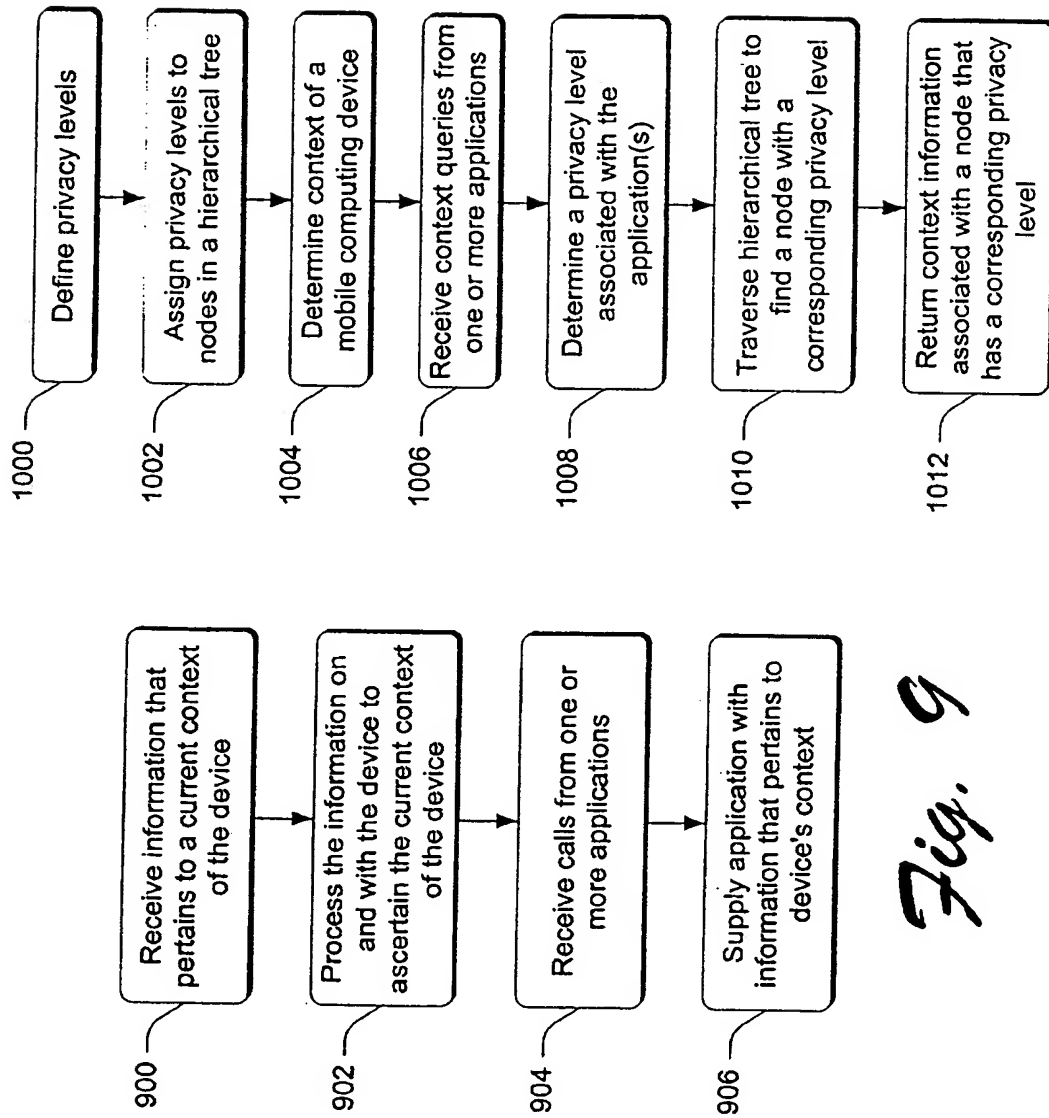 900
Receive information that
pertains to a current context
of the device
902
Process the information on
and with the device to
ascertain the current context
of the device
904
Receive calls from one or
more applications
906
Supply application with
information that pertains to
device's context
Fig. 9
1000
Define privacy levels
1002
Assign privacy levels to
nodes in a hierarchical tree
1004
Determine context of a
mobile computing device
1006
Receive context queries from
one or more applications
1008
Determine a privacy level
associated with the
application(s)
1010
Traverse hierarchical tree to
find a node with a
corresponding privacy level
1012
Return context information
associated with a node that
has a corresponding privacy
level